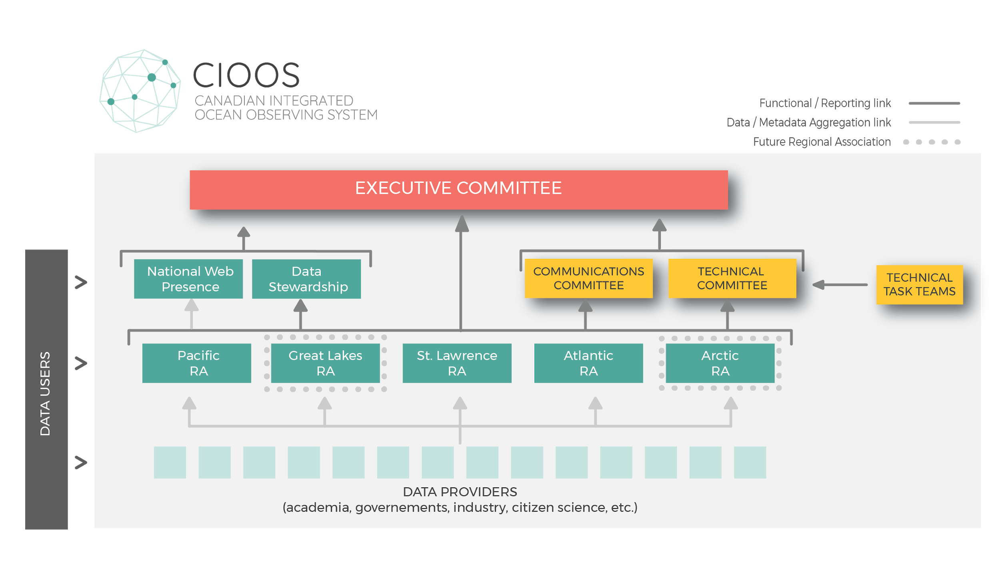 CIOOS
CANADIAN INTEGRATED
OCEAN OBSERVING SYSTEM
Functional / Reporting link
Data / Metadata Aggregation link
Future Regional Association
EXECUTIVE COMMITTEE
National Web
Presence
Data
Stewardship
COMMUNICATIONS
COMMITTEE
TECHNICAL
COMMITTEE
TECHNICAL
TASK TEAMS
DATA USERS
Pacific
RA
Great Lakes
RA
St. Lawrence
RA
Atlantic
RA
Arctic
RA
DATA PROVIDERS
(academia, governements, industry, citizen science, etc.)